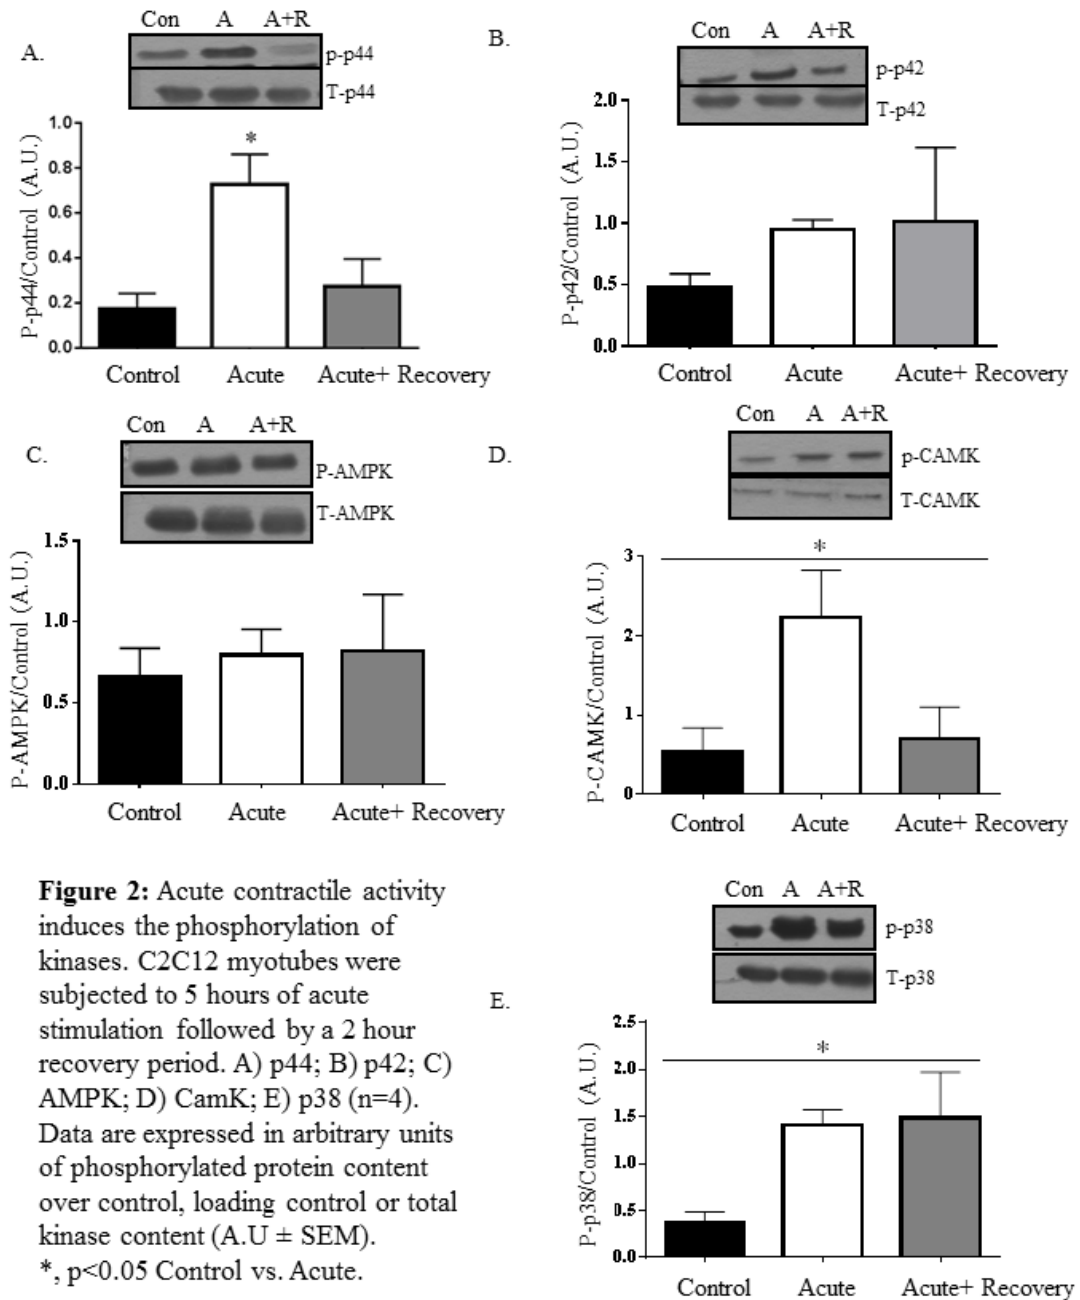 A.
Con A A+R
p-p44
T-p44
P-p44/Control (A.U.)
1.0
0.8
*
0.6
0.4
0.2
0.0
Control Acute Acute+ Recovery
B.
Con A A+R
p-p42
T-p42
P-p42/Control (A.U.)
2.0
1.5
1.0
0.5
0.0
Control Acute Acute+ Recovery
C.
Con A A+R
P-AMPK
T-AMPK
P-AMPK/Control (A.U.)
1.5
1.0
0.5
0.0
Control Acute Acute+ Recovery
D.
Con A A+R
p-CAMK
T-CAMK
P-CAMK/Control (A.U.)
*
3
2
1
0
Control Acute Acute+ Recovery
Figure 2: Acute contractile activity
induces the phosphorylation of
kinases. C2C12 myotubes were
subjected to 5 hours of acute
stimulation followed by a 2 hour
recovery period. A) p44; B) p42; C)
AMPK; D) CamK; E) p38 (n=4).
Data are expressed in arbitrary units
of phosphorylated protein content
over control, loading control or total
kinase content (A.U ± SEM).
*, p<0.05 Control vs. Acute.
E.
Con A A+R
p-p38
T-p38
P-p38/Control (A.U.)
2.5
*
2.0
1.5
1.0
0.5
0.0
Control Acute Acute+ Recovery